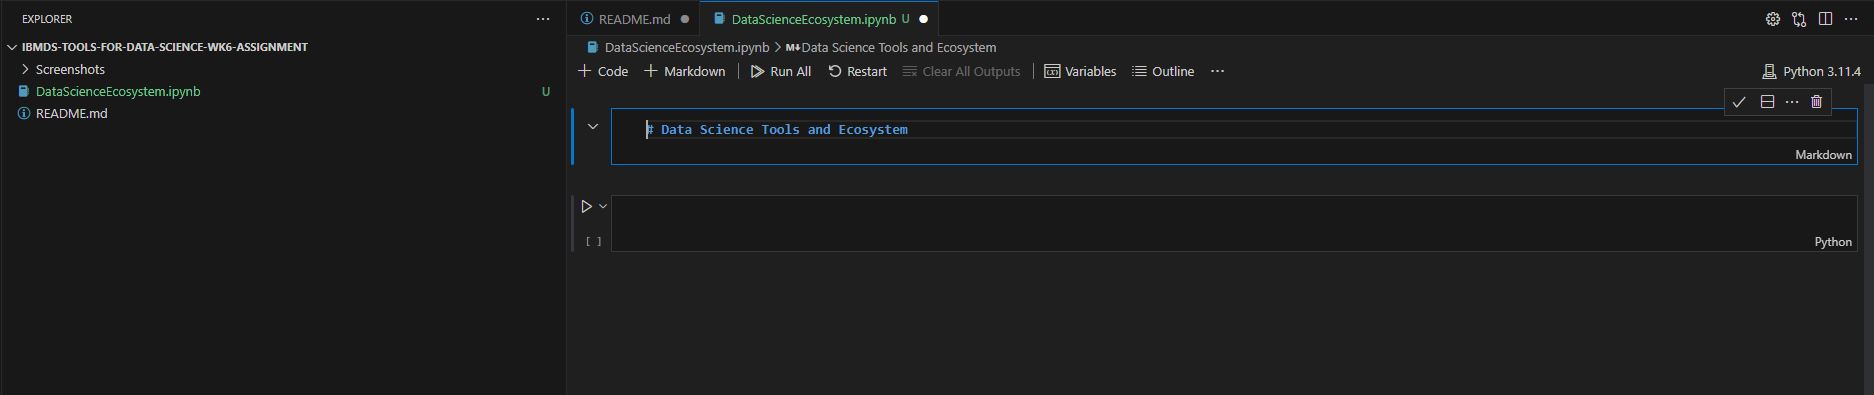 EXPLORER
IBMDS-TOOLS-FOR-DATA-SCIENCE-WK6-ASSIGNMENT
Screenshots
DataScienceEcosystem.ipynb U
README.md
README.md DataScienceEcosystem.ipynb U
DataScienceEcosystem.ipynb > M↓Data Science Tools and Ecosystem
+ Code + Markdown Run All Restart Clear All Outputs (x) Variables Outline ... Python 3.11.4
# Data Science Tools and Ecosystem
Markdown
[ ]
Python